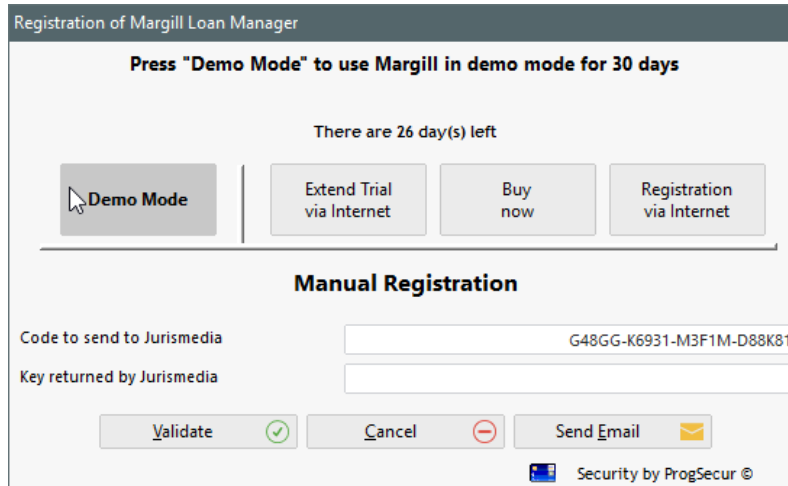 Registration of Margill Loan Manager
Press "Demo Mode" to use Margill in demo mode for 30 days
There are 26 day(s) left
Demo Mode
Extend Trial
via Internet
Buy
now
Registration
via Internet
Manual Registration
Code to send to Jurismedia
G48GG-K6931-M3F1M-D88K81
Key returned by Jurismedia
Validate
Cancel
Send Email
Security by ProgSecur ©